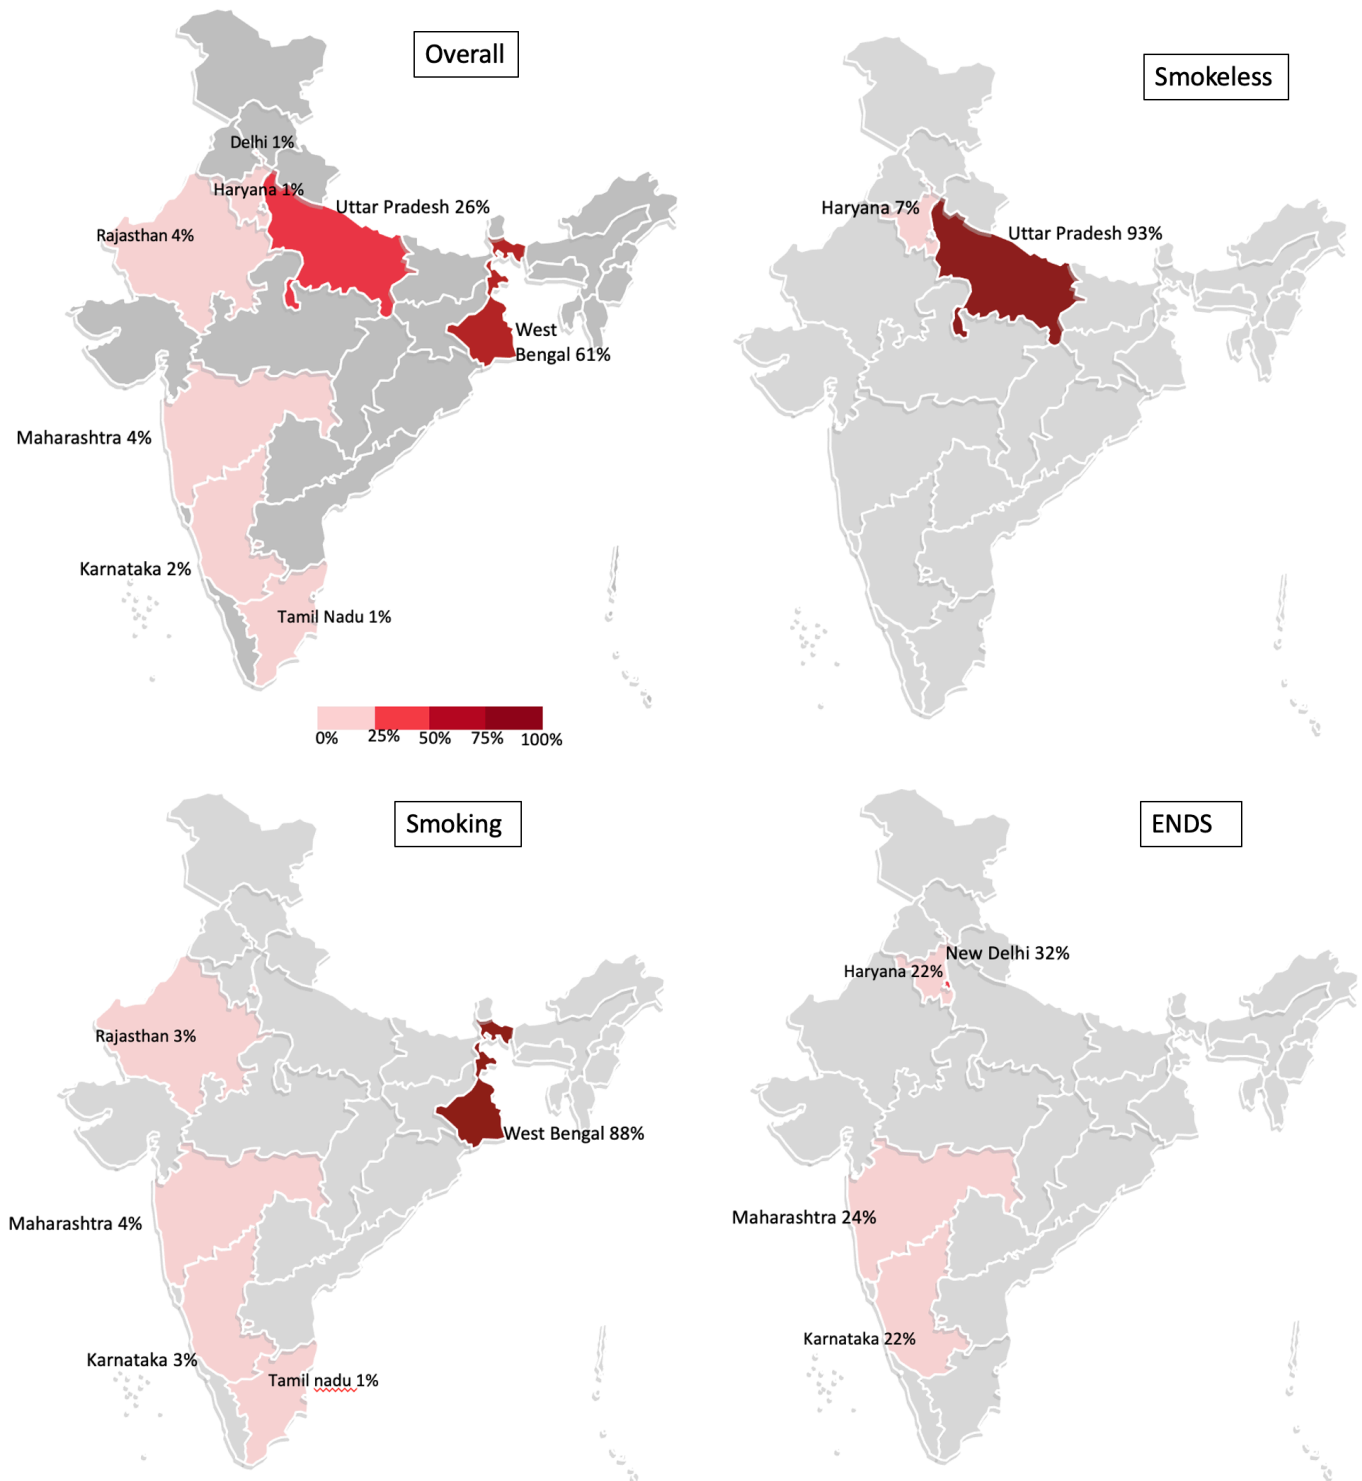 Overall
Delhi 1%
Haryana 1%
Uttar Pradesh 26%
Rajasthan 4%
West
Bengal 61%
Maharashtra 4%
Karnataka 2%
Tamil Nadu 1%
0% 25% 50% 75% 100%
Smokeless
Haryana 7%
Uttar Pradesh 93%
Smoking
Rajasthan 3%
West Bengal 88%
Maharashtra 4%
Karnataka 3%
Tamil nadu 1%
ENDS
New Delhi 32%
Haryana 22%
Maharashtra 24%
Karnataka 22%